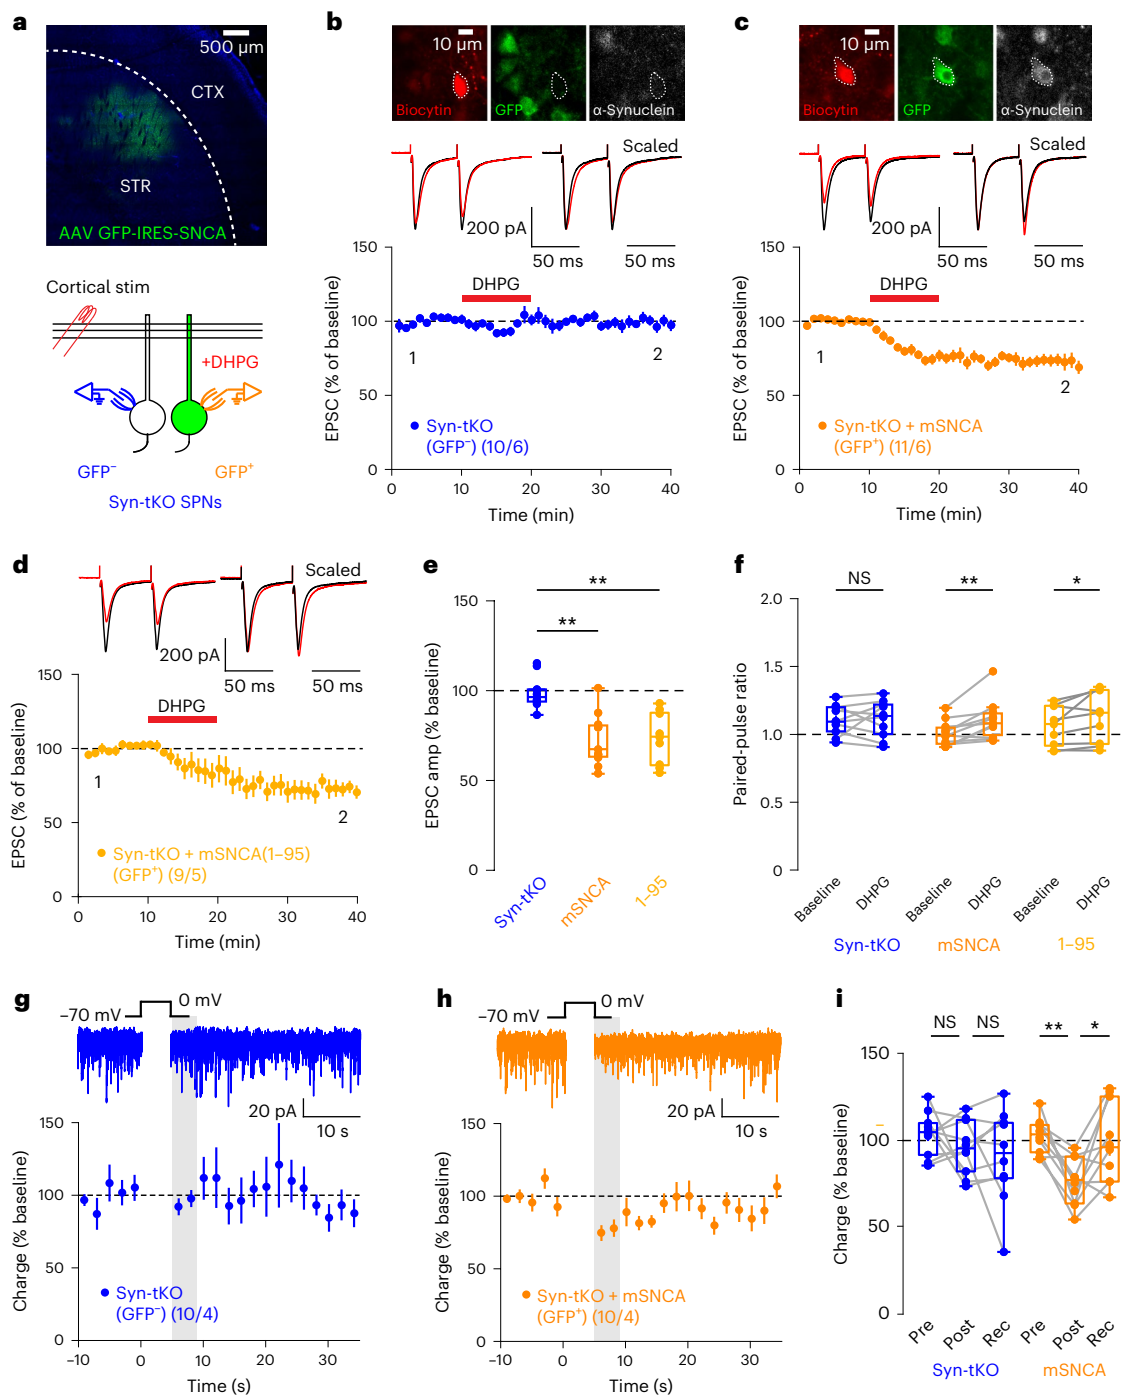 a
500 µm
CTX
STR
AAV GFP-IRES-SNCA
Cortical stim
+DHPG
GFP⁻
GFP⁺
Syn-tKO SPNs
b
10 µm
Biocytin
GFP
α-Synuclein
Scaled
200 pA
50 ms
50 ms
150
100
50
0
EPSC (% of baseline)
DHPG
1
2
Syn-tKO
(GFP⁻) (10/6)
0
10
20
30
40
Time (min)
c
10 µm
Biocytin
GFP
α-Synuclein
Scaled
200 pA
50 ms
50 ms
150
100
50
0
EPSC (% of baseline)
DHPG
1
2
Syn-tKO + mSNCA
(GFP⁺) (11/6)
0
10
20
30
40
Time (min)
d
Scaled
200 pA
50 ms
50 ms
150
100
50
0
EPSC (% of baseline)
DHPG
1
2
Syn-tKO + mSNCA(1–95)
(GFP⁺) (9/5)
0
10
20
30
40
Time (min)
e
**
**
150
100
50
0
EPSC amp (% baseline)
Syn-tKO
mSNCA
1–95
f
NS
**
*
2.0
1.5
1.0
0.5
0
Paired-pulse ratio
Baseline
DHPG
Baseline
DHPG
Baseline
DHPG
Syn-tKO
mSNCA
1–95
g
−70 mV
0 mV
20 pA
10 s
150
100
50
0
Charge (% baseline)
Syn-tKO
(GFP⁻) (10/4)
−10
0
10
20
30
Time (s)
h
−70 mV
0 mV
20 pA
10 s
150
100
50
0
Charge (% baseline)
Syn-tKO + mSNCA
(GFP⁺) (10/4)
−10
0
10
20
30
Time (s)
i
NS
NS
**
*
150
100
50
0
Charge (% baseline)
Pre
Post
Rec
Pre
Post
Rec
Syn-tKO
mSNCA